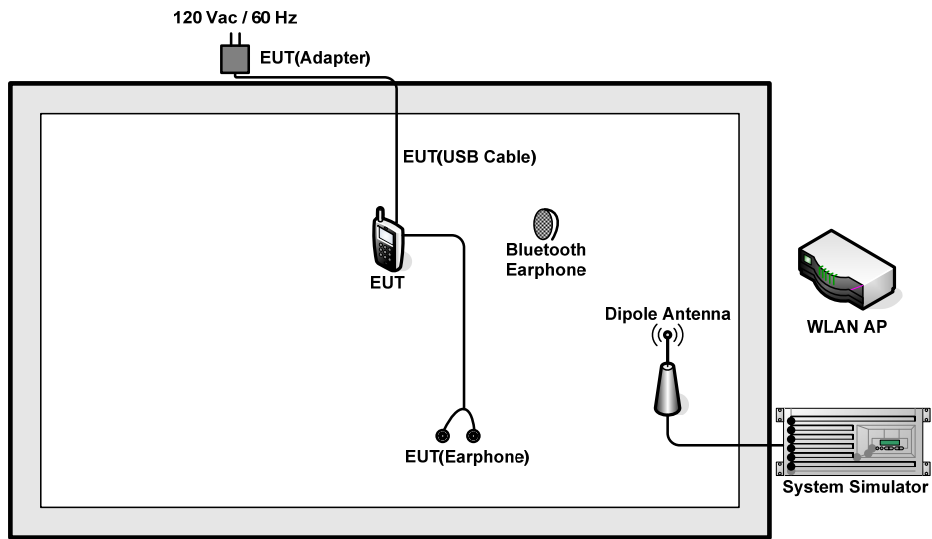 120 Vac / 60 Hz
EUT(Adapter)
EUT(USB Cable)
Bluetooth
Earphone
EUT
Dipole Antenna
WLAN AP
EUT(Earphone)
System Simulator